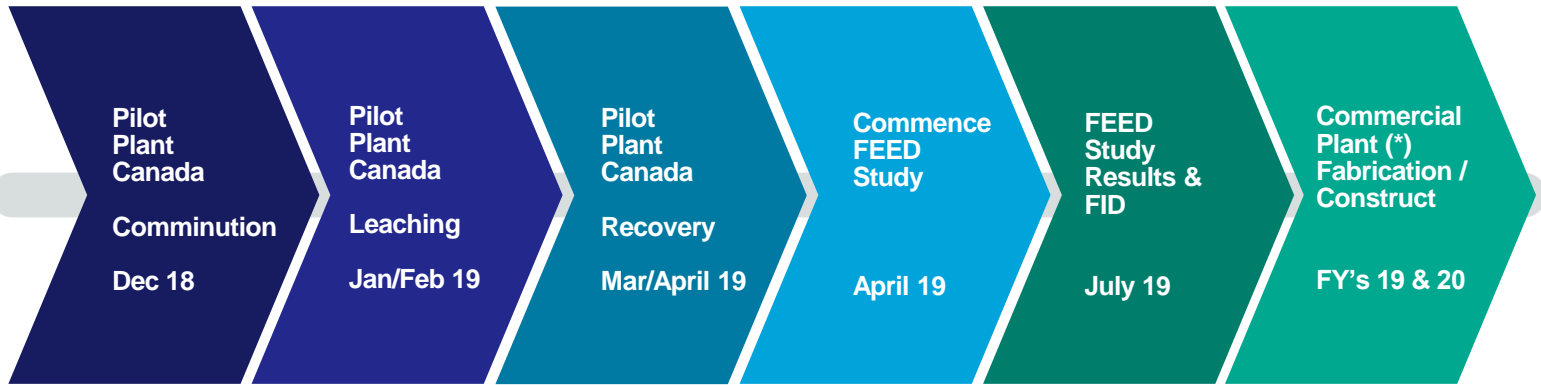 Pilot
Plant
Canada
Comminution
Dec 18
Pilot
Plant
Canada
Leaching
Jan/Feb 19
Pilot
Plant
Canada
Recovery
Mar/April 19
Commence
FEED
Study
April 19
FEED
Study
Results &
FID
July 19
Commercial
Plant (*)
Fabrication /
Construct
FY's 19 & 20